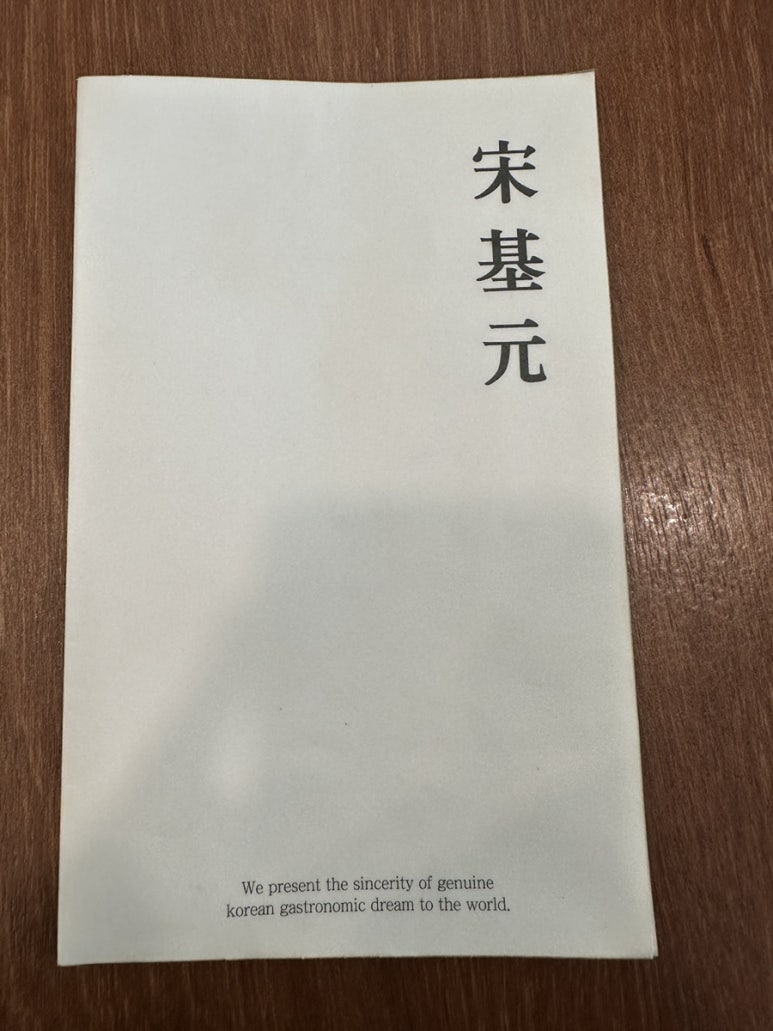 宋基元
We present the sincerity of genuine
korean gastronomic dream to the world.